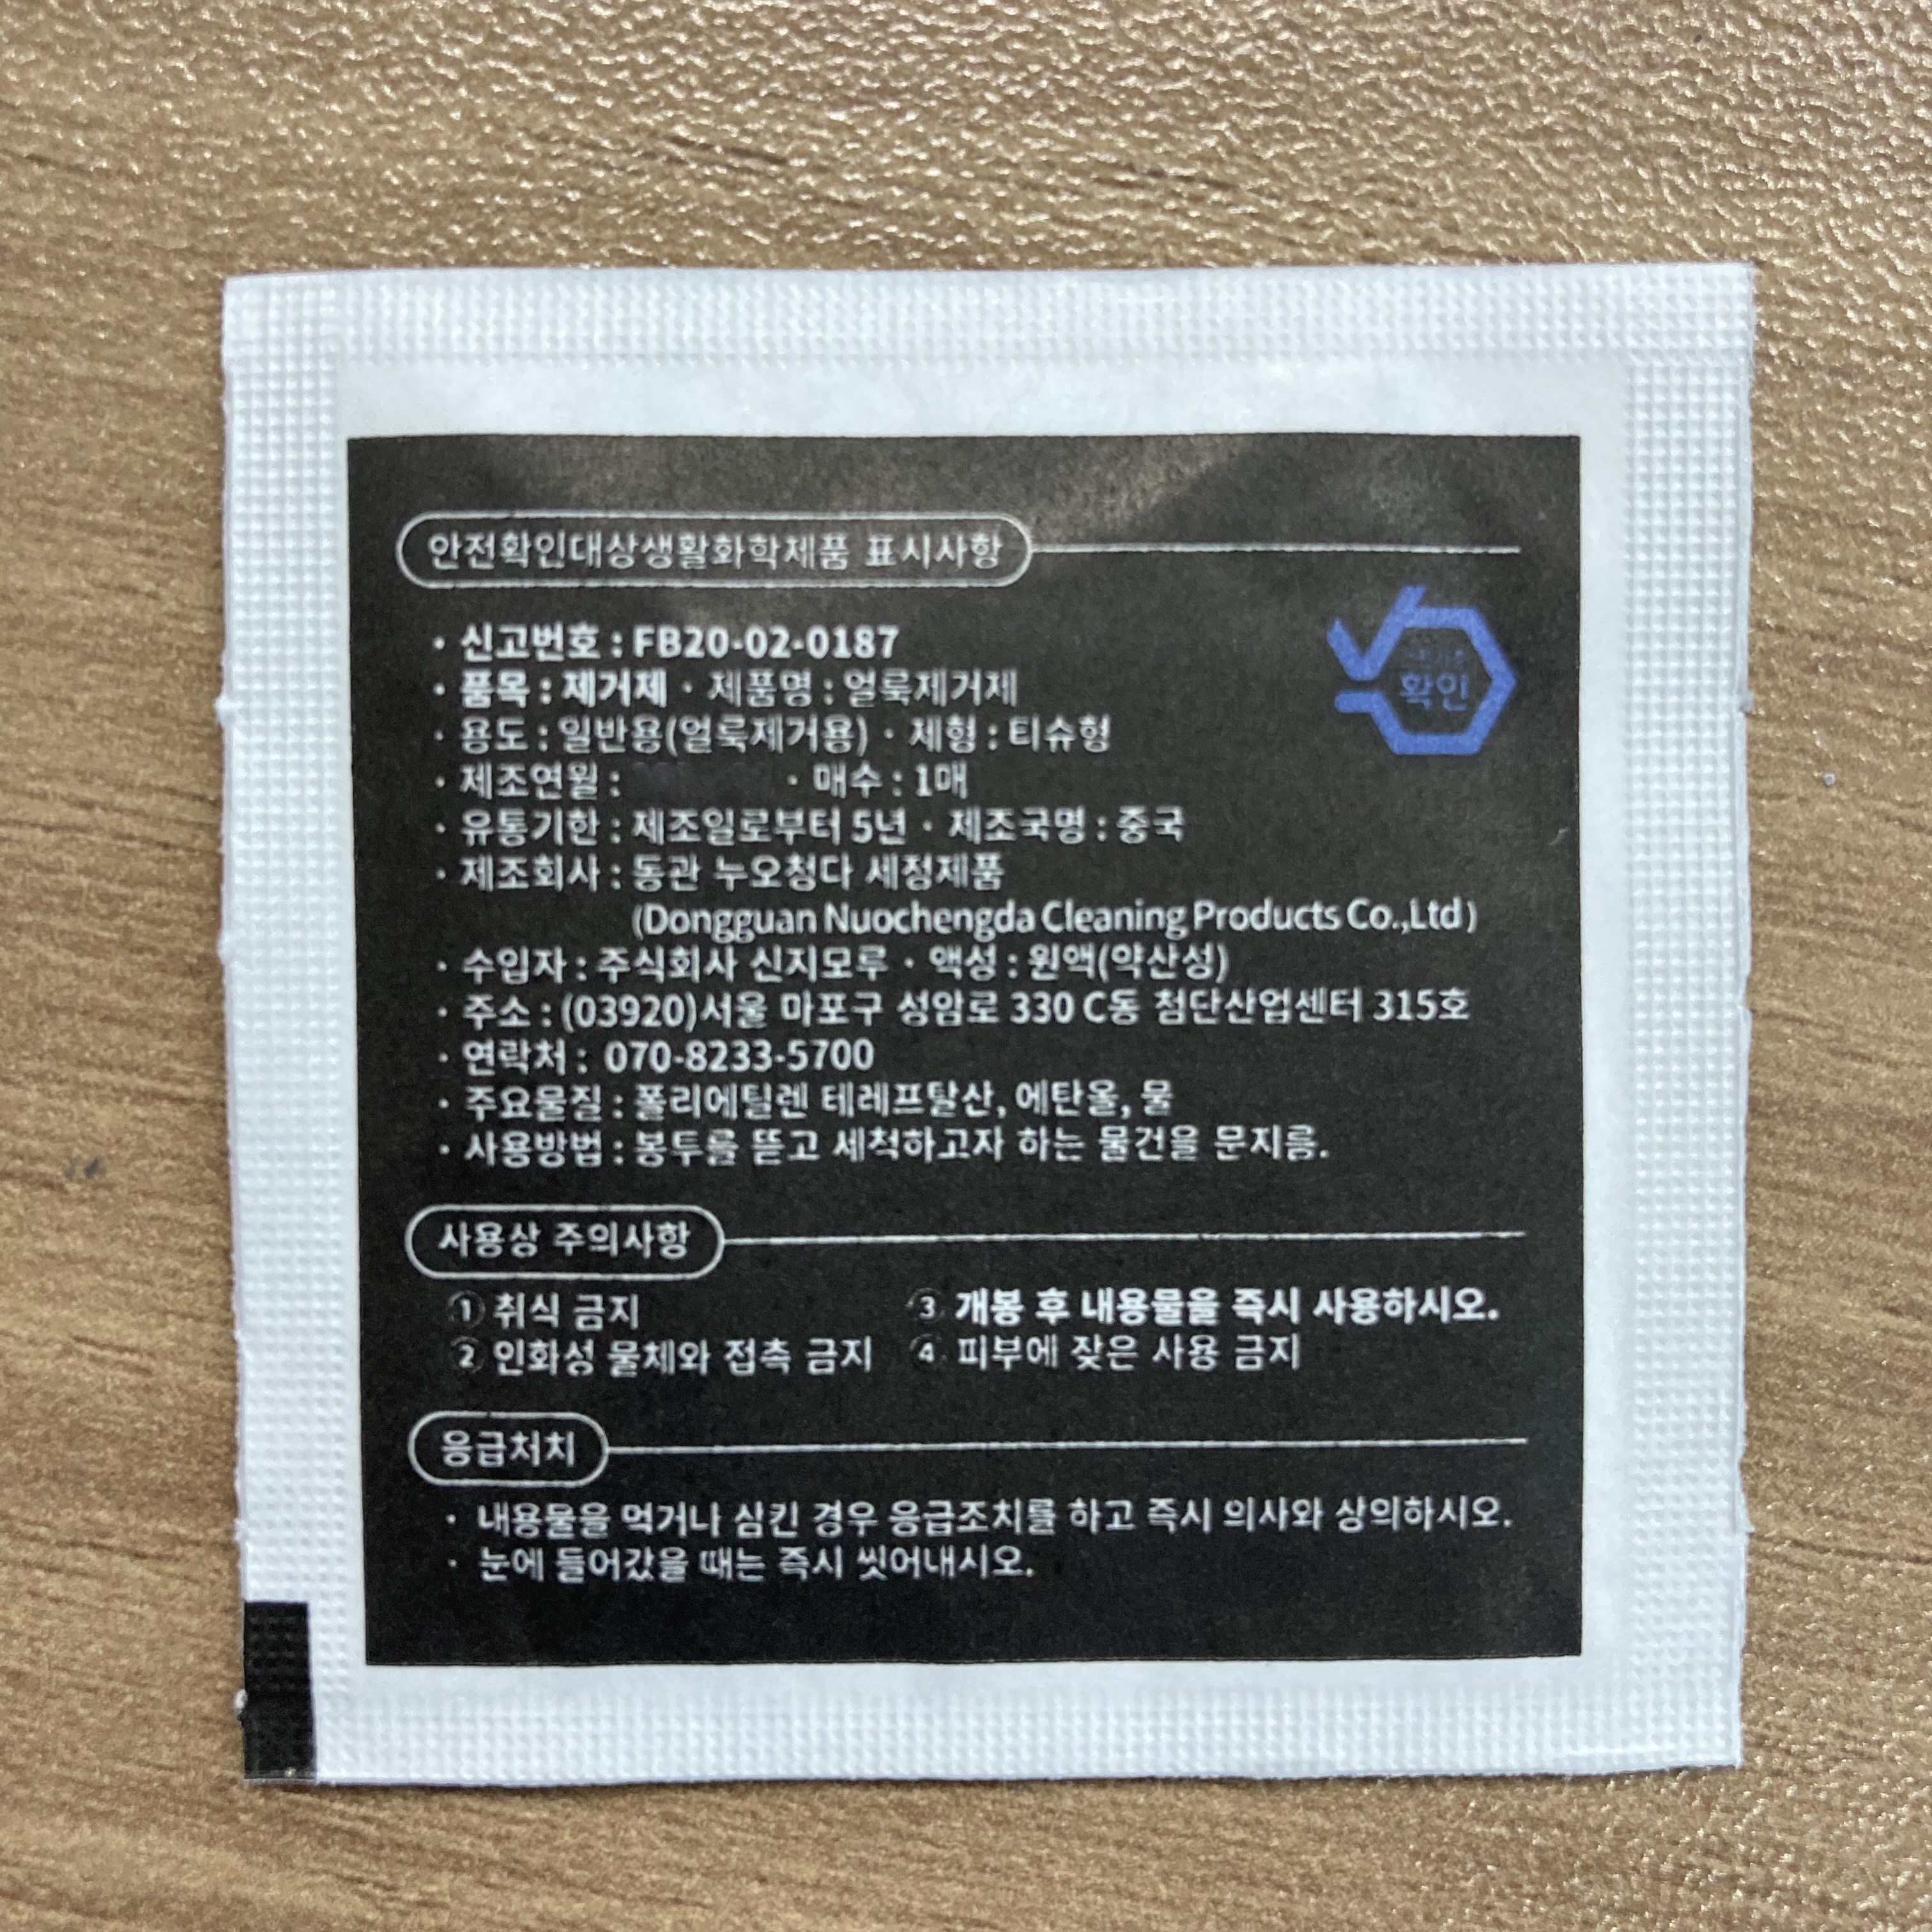 안전확인대상생활화학제품 표시사항
· 신고번호 : FB20-02-0187
· 품목 : 제거제 · 제품명 : 얼룩제거제
· 용도 : 일반용(얼룩제거용) · 제형 : 티슈형
· 제조연월 : · 매수 : 1매
· 유통기한 : 제조일로부터 5년 · 제조국명 : 중국
· 제조회사 : 동관 누오청다 세정제품
(Dongguan Nuochengda Cleaning Products Co.,Ltd)
· 수입자 : 주식회사 신지모루 · 액성 : 원액(약산성)
· 주소 : (03920)서울 마포구 성암로 330 C동 첨단산업센터 315호
· 연락처 : 070-8233-5700
· 주요물질 : 폴리에틸렌 테레프탈산, 에탄올, 물
· 사용방법 : 봉투를 뜯고 세척하고자 하는 물건을 문지름.
확인
사용상 주의사항
① 취식 금지
② 인화성 물체와 접촉 금지
③ 개봉 후 내용물을 즉시 사용하시오.
④ 피부에 잦은 사용 금지
응급처치
· 내용물을 먹거나 삼킨 경우 응급조치를 하고 즉시 의사와 상의하시오.
· 눈에 들어갔을 때는 즉시 씻어내시오.